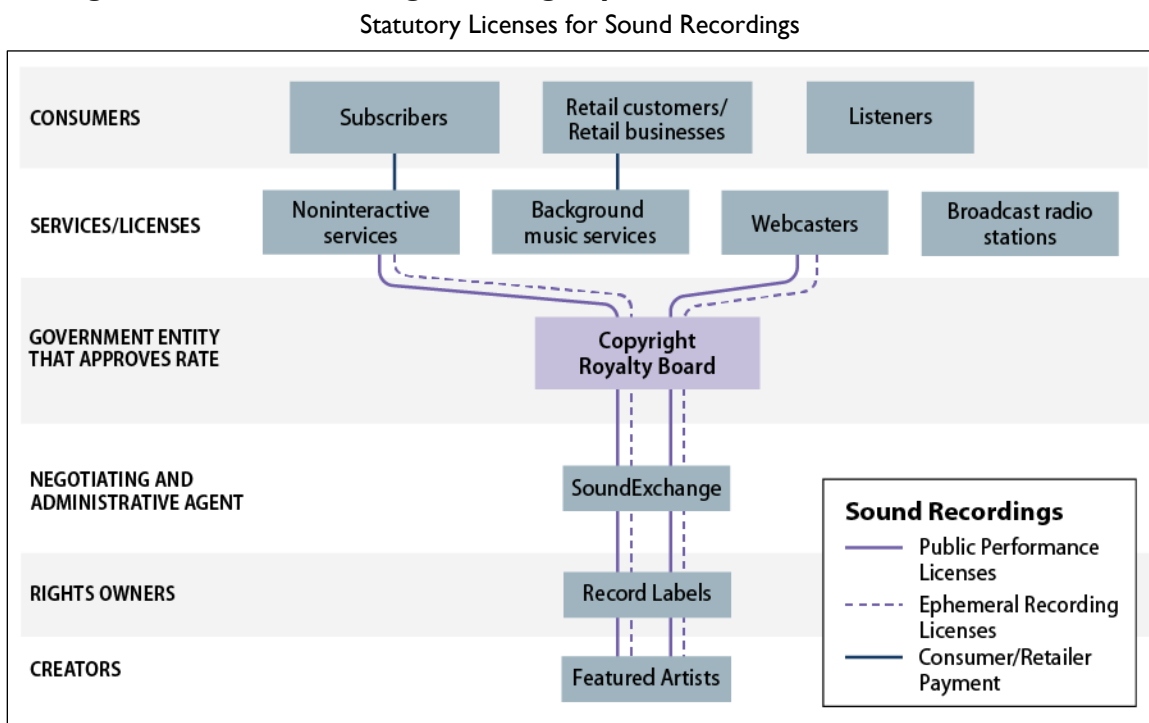 Statutory Licenses for Sound Recordings
CONSUMERS
Subscribers
Retail customers/
Retail businesses
Listeners
SERVICES/LICENSES
Noninteractive
services
Background
music services
Webcasters
Broadcast radio
stations
GOVERNMENT ENTITY
THAT APPROVES RATE
Copyright
Royalty Board
NEGOTIATING AND
ADMINISTRATIVE AGENT
SoundExchange
RIGHTS OWNERS
Record Labels
CREATORS
Featured Artists
Sound Recordings
Public Performance
Licenses
Ephemeral Recording
Licenses
Consumer/Retailer
Payment